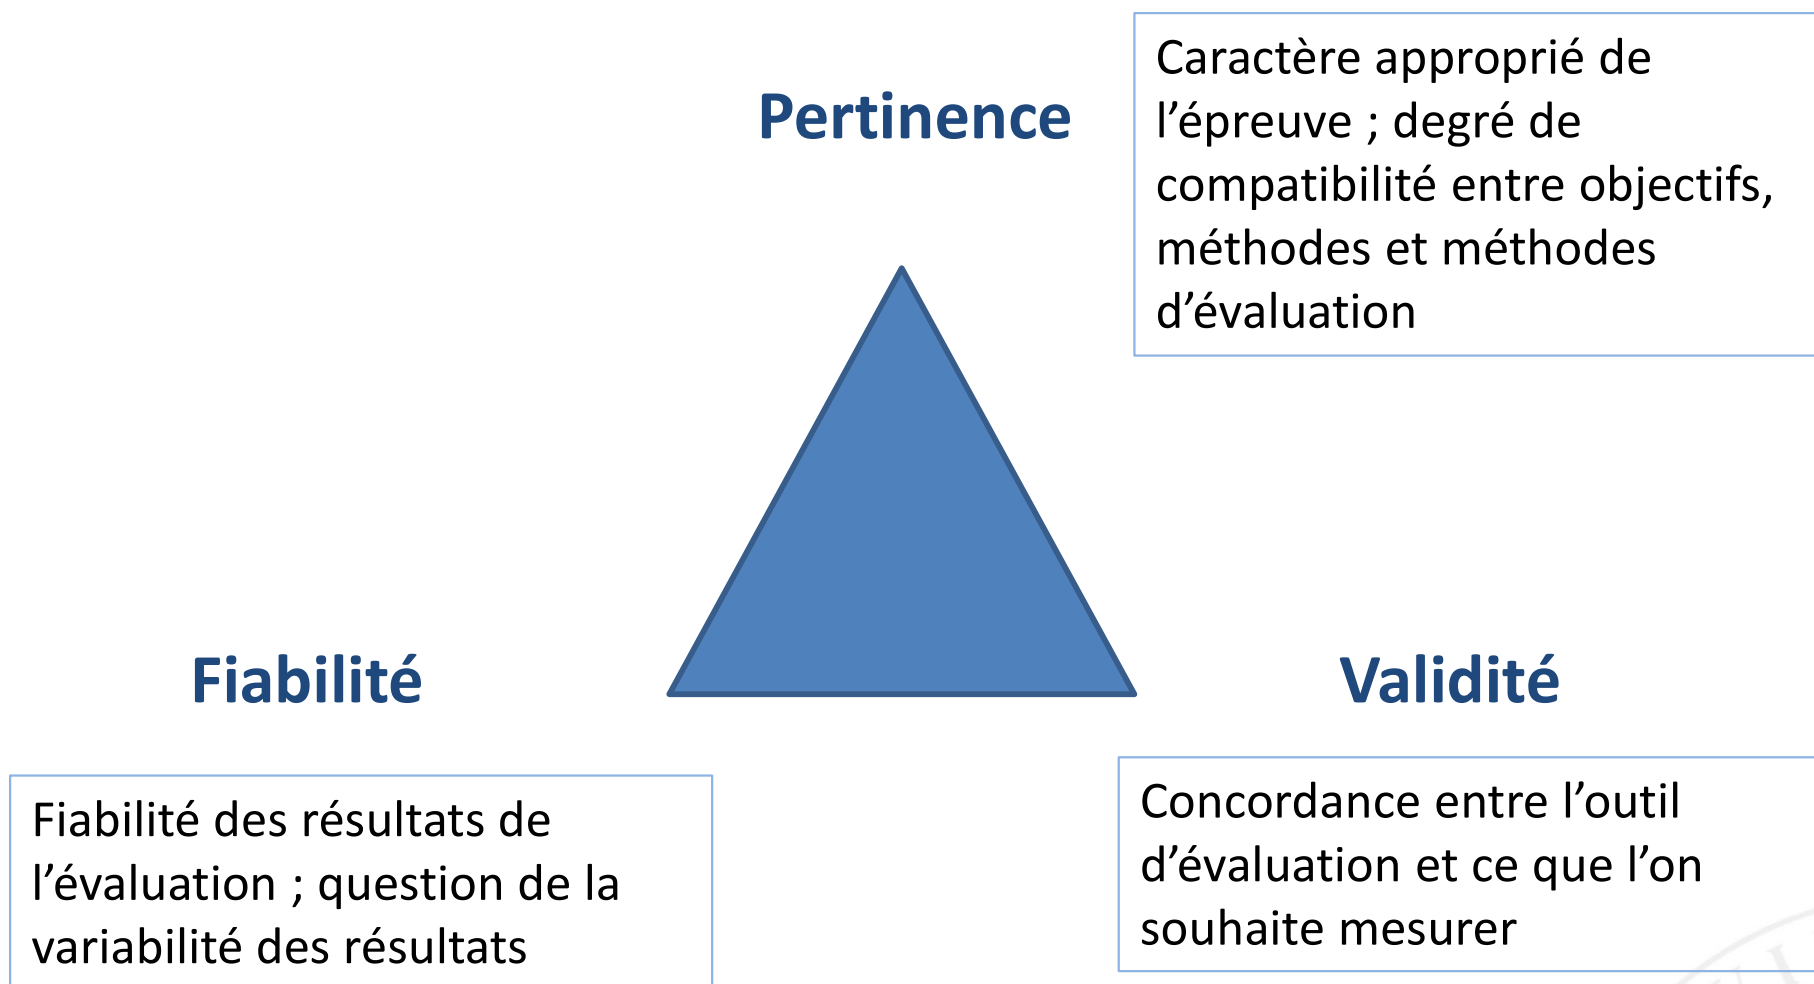 Pertinence
Caractère approprié de
l’épreuve ; degré de
compatibilité entre objectifs,
méthodes et méthodes
d’évaluation
Fiabilité
Validité
Fiabilité des résultats de
l’évaluation ; question de la
variabilité des résultats
Concordance entre l’outil
d’évaluation et ce que l’on
souhaite mesurer